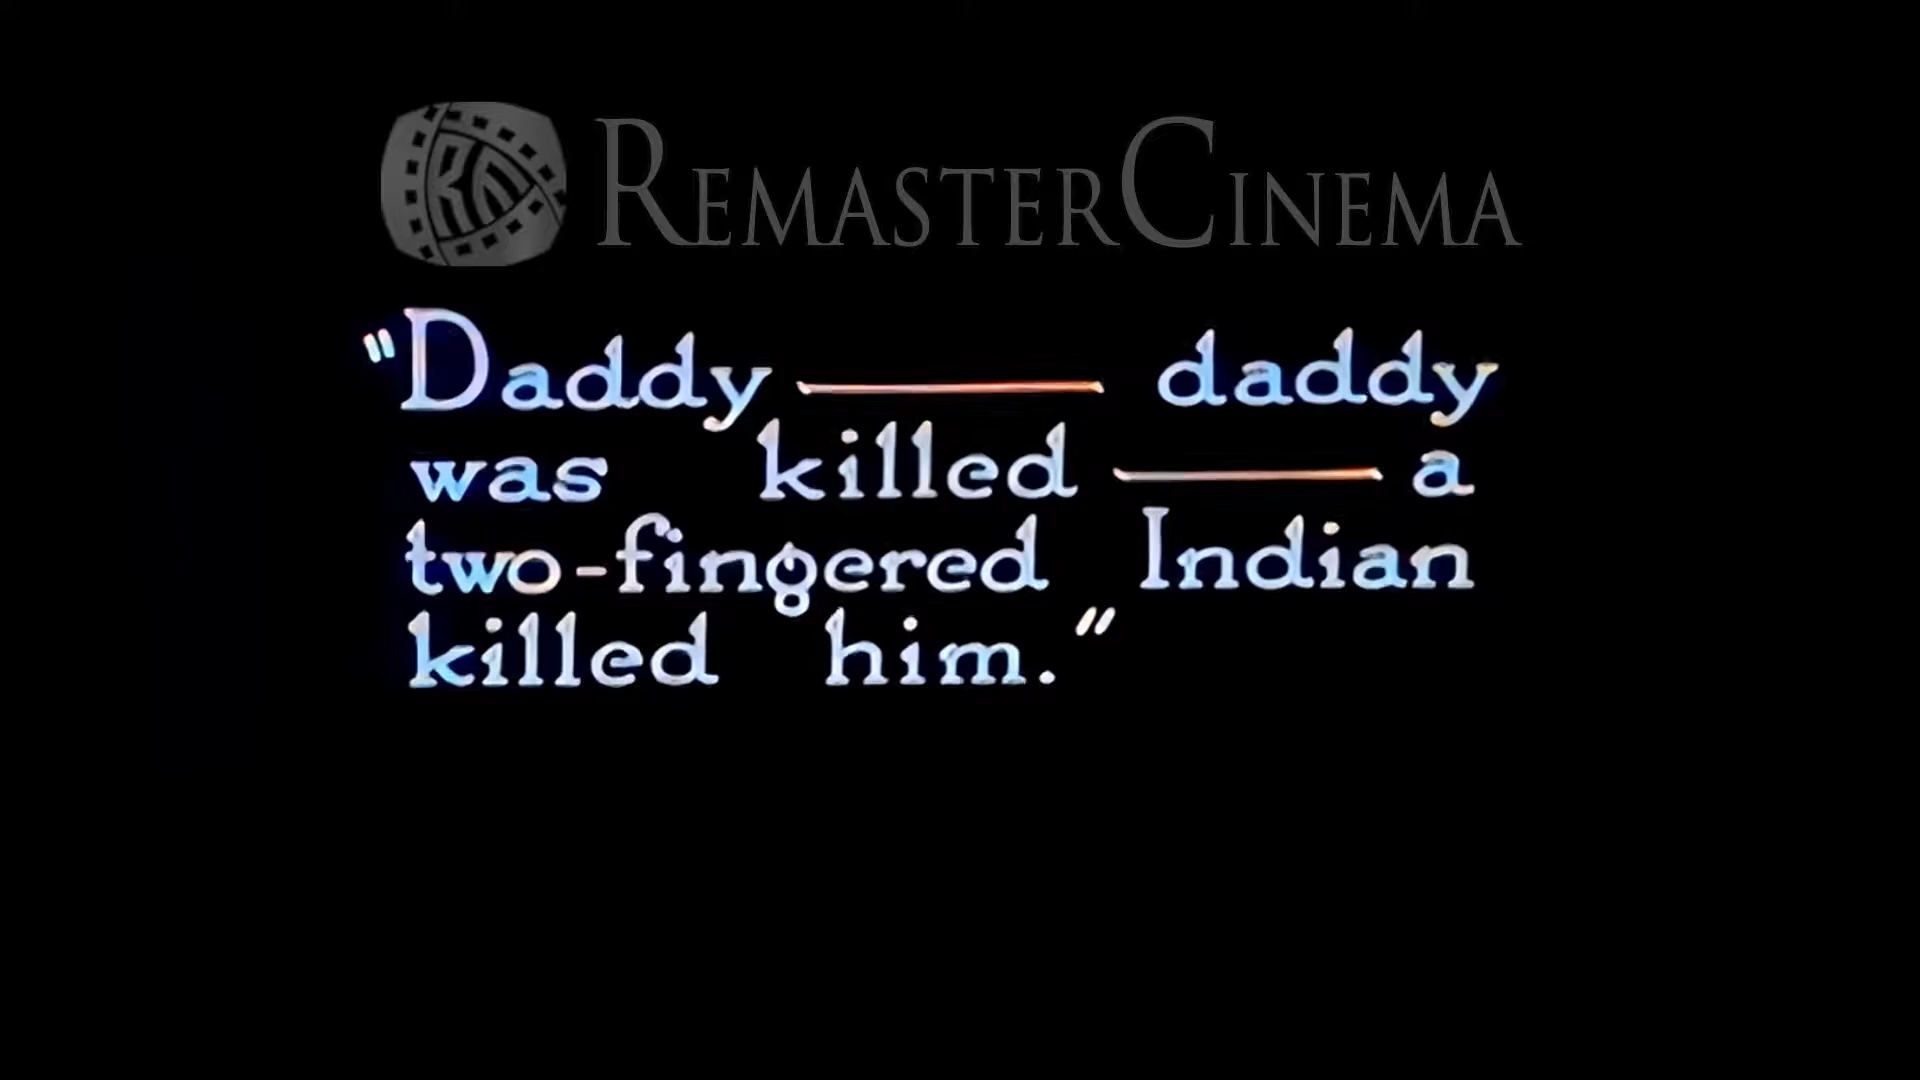 REMASTERCINEMA
"Daddy —— daddy
was killed —— a
two-fingered Indian
killed him."